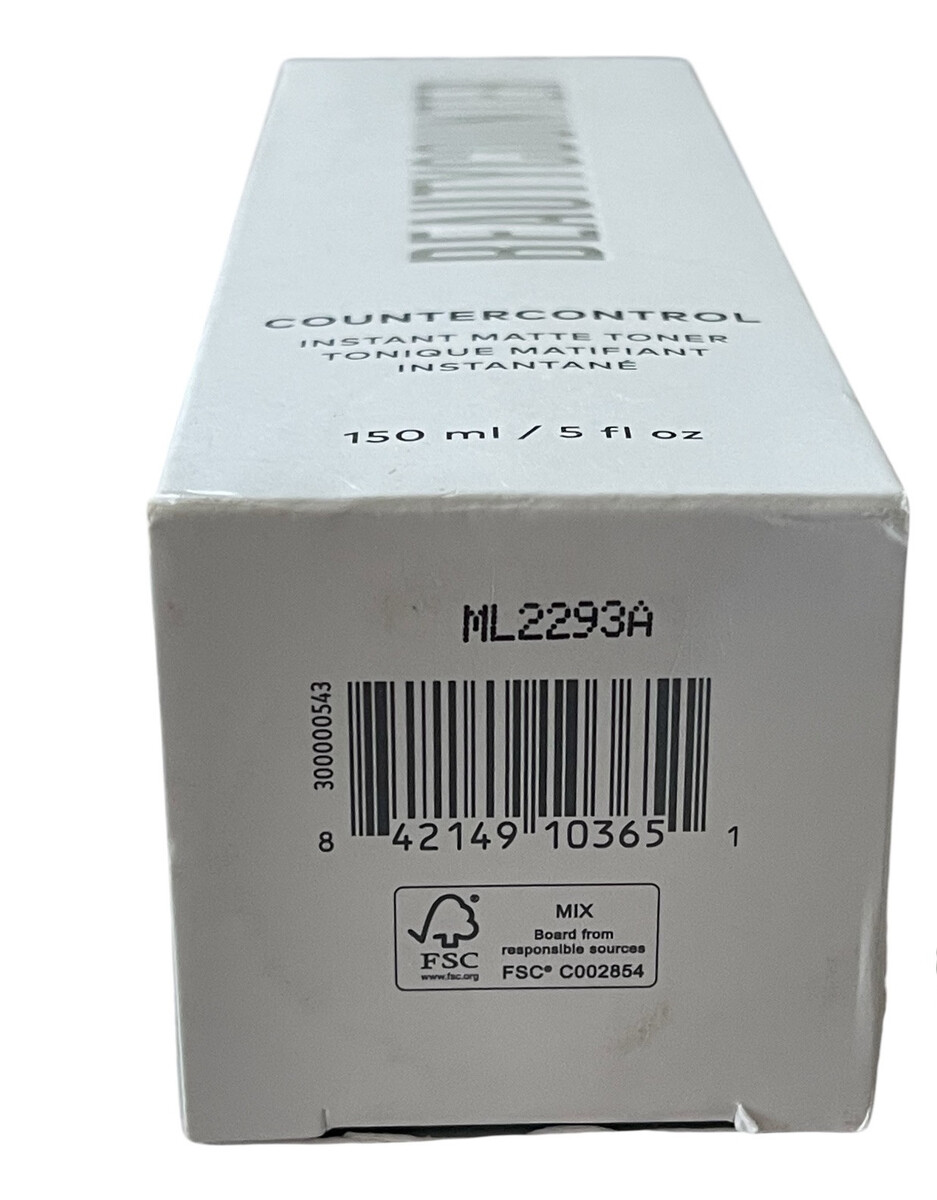 BEAUTYCOUNTER
COUNTERCONTROL
INSTANT MATTE TONER
TONIQUE MATIFIANT
INSTANTANÉ
150 ml / 5 fl oz
ML2293A
300000543
8 42149 10365 1
FSC®
www.fsc.org
MIX
Board from
responsible sources
FSC® C002854